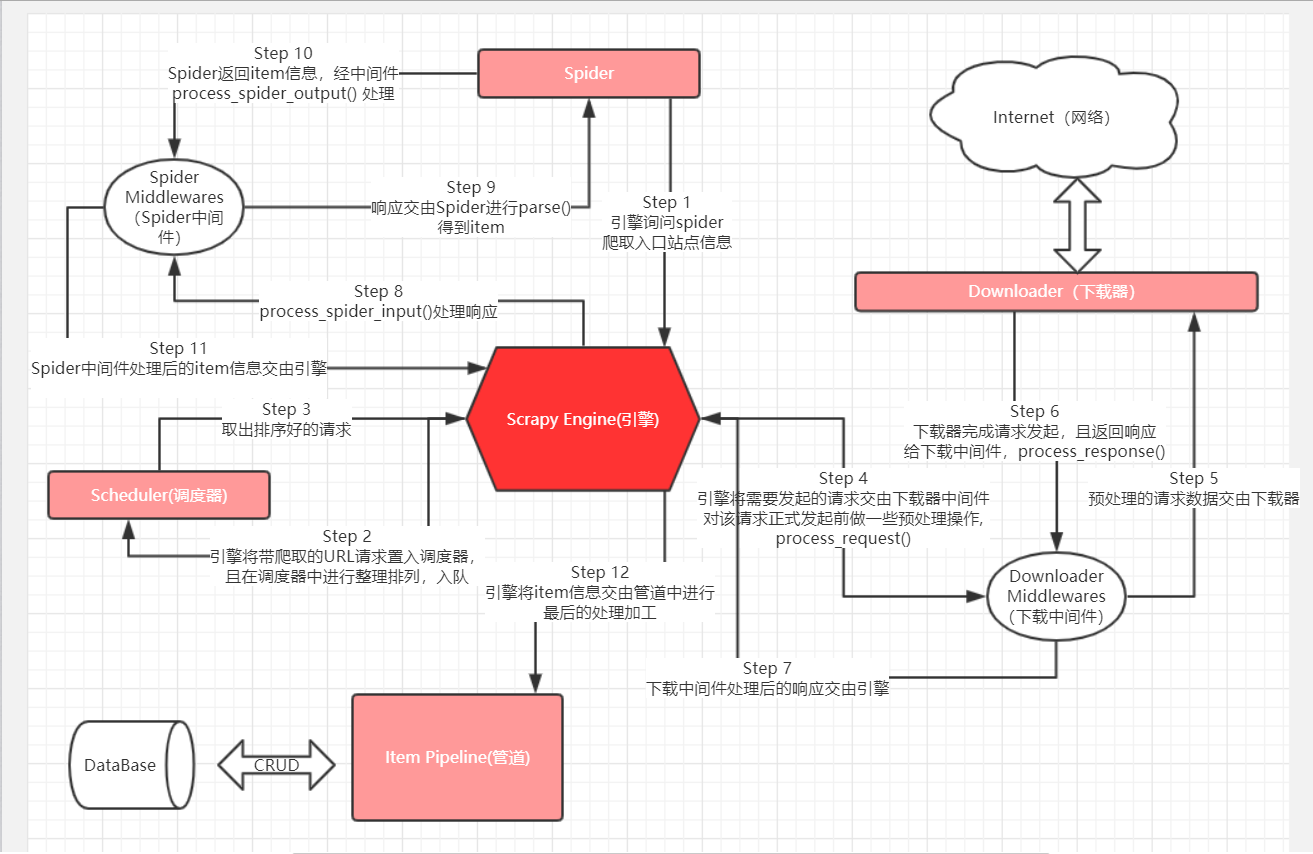 Step 10
Spider返回item信息，经中间件
process_spider_output() 处理
Spider
Internet（网络）
Spider
Middlewares
（Spider中间
件）
Step 9
响应交由Spider进行parse()
得到item
Step 1
引擎询问spider
爬取入口站点信息
Step 8
process_spider_input()处理响应
Downloader（下载器）
Step 11
Spider中间件处理后的item信息交由引擎
Step 3
取出排序好的请求
Scrapy Engine(引擎)
Step 6
下载器完成请求发起，且返回响应
给下载中间件，process_response()
Scheduler(调度器)
Step 4
引擎将需要发起的请求交由下载器中间件
对该请求正式发起前做一些预处理操作,
process_request()
Step 5
预处理的请求数据交由下载器
Step 2
引擎将带爬取的URL请求置入调度器，
且在调度器中进行整理排列，入队
Step 12
引擎将item信息交由管道中进行
最后的处理加工
Downloader
Middlewares
（下载中间件）
Step 7
下载中间件处理后的响应交由引擎
DataBase
CRUD
Item Pipeline(管道)